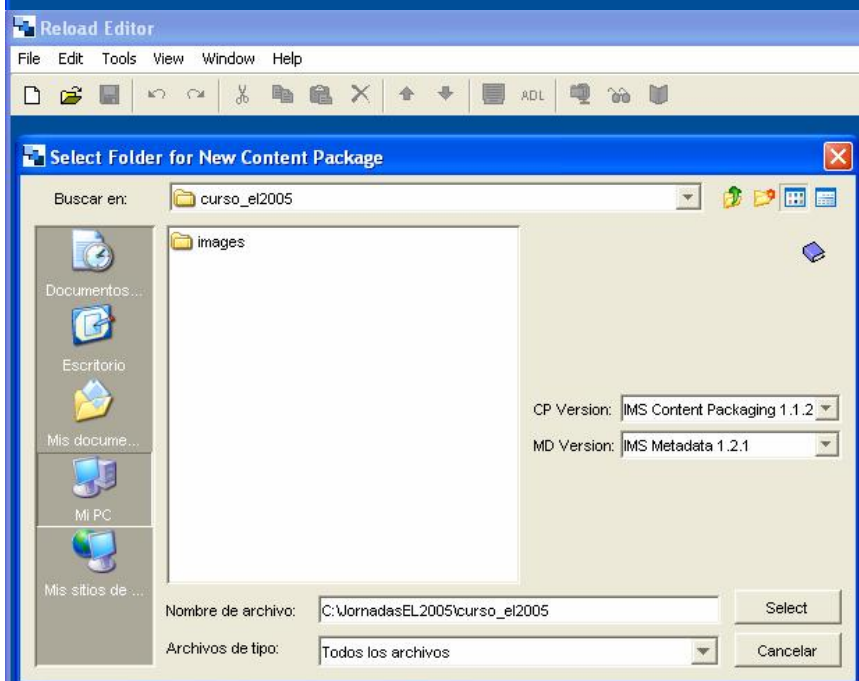 Reload Editor
File Edit Tools View Window Help
ADL
Select Folder for New Content Package
Buscar en: curso_el2005
images
Documentos...
Escritorio
Mis docume...
Mi PC
Mis sitios de ...
CP Version: IMS Content Packaging 1.1.2
MD Version: IMS Metadata 1.2.1
Nombre de archivo: C:\JornadasEL2005\curso_el2005 Select
Archivos de tipo: Todos los archivos Cancelar